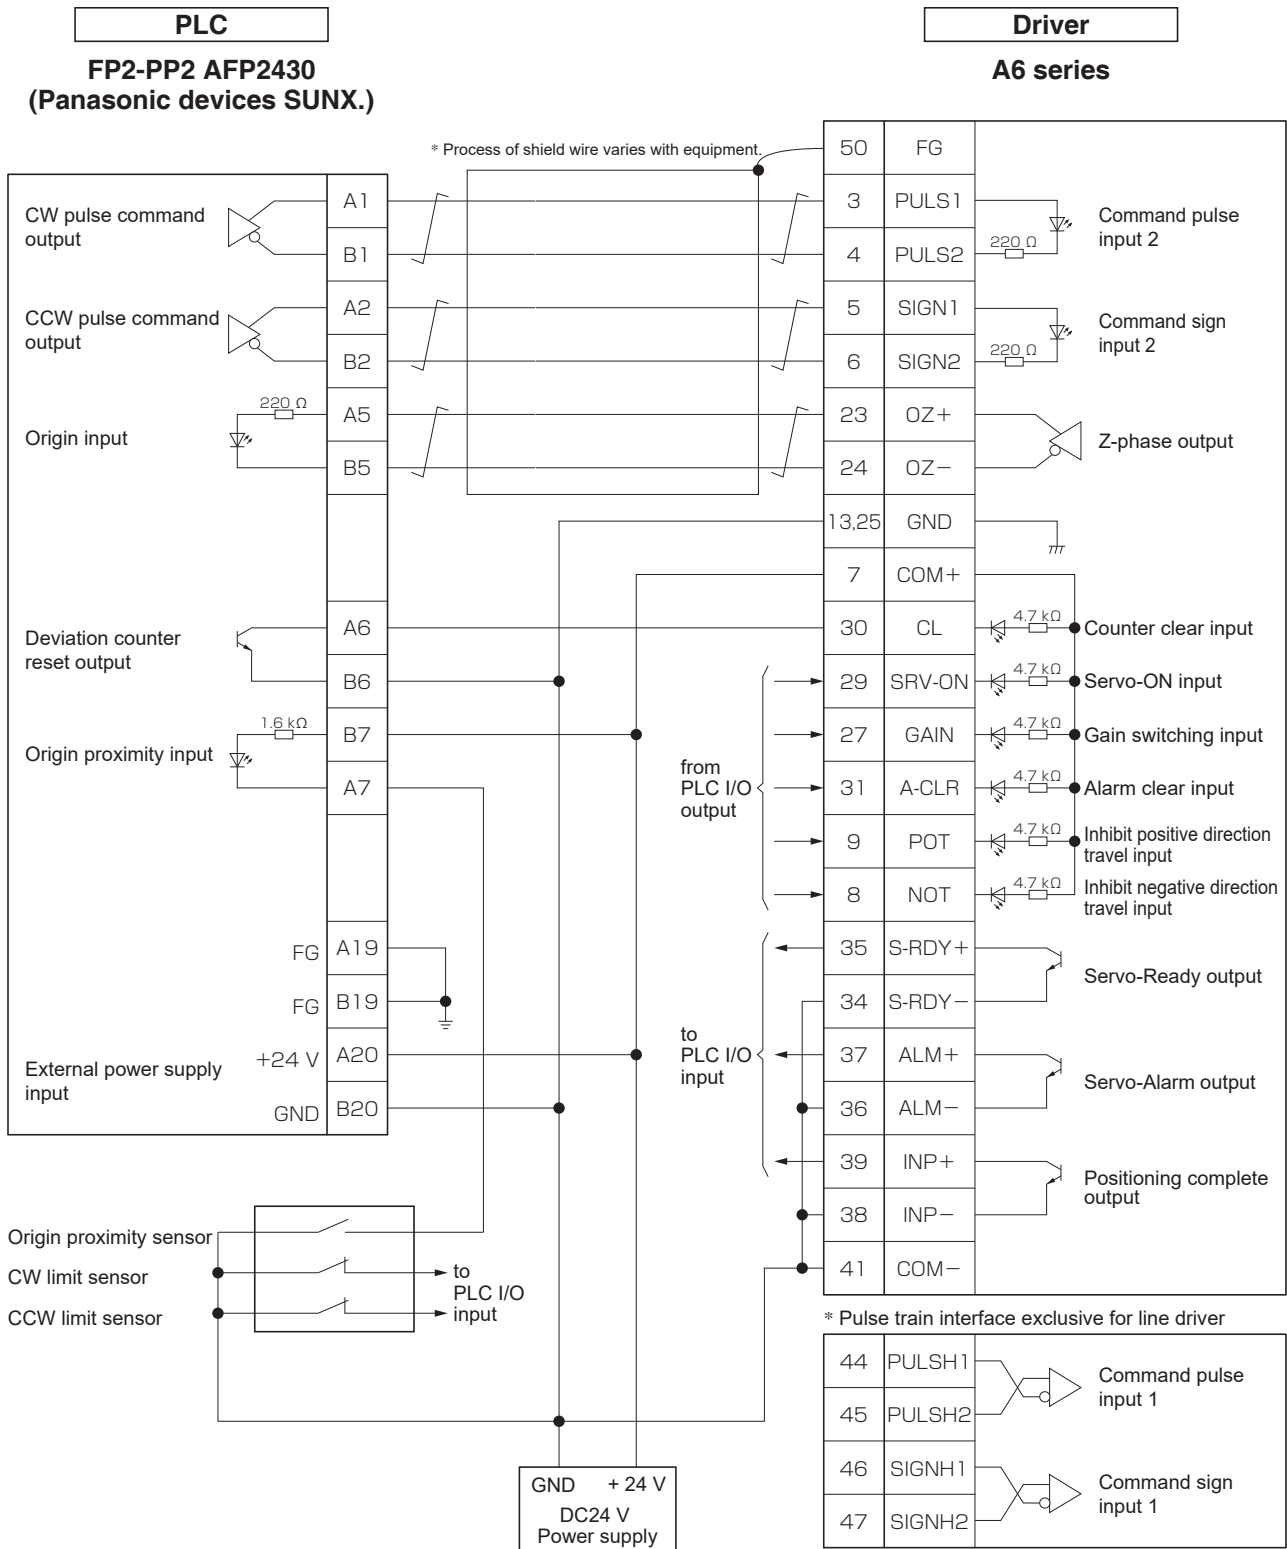 PLC
Driver
FP2-PP2 AFP2430
(Panasonic devices SUNX.)
A6 series
* Process of shield wire varies with equipment.
CW pulse command
output
A1
B1
CCW pulse command
output
A2
B2
Origin input
220 Ω
A5
B5
Deviation counter
reset output
A6
B6
Origin proximity input
1.6 kΩ
B7
A7
FG
A19
FG
B19
External power supply
input
+24 V
A20
GND
B20
50 FG
3 PULS1
4 PULS2
220 Ω
Command pulse
input 2
5 SIGN1
6 SIGN2
220 Ω
Command sign
input 2
23 OZ+
24 OZ−
Z-phase output
13,25 GND
7 COM+
30 CL 4.7 kΩ Counter clear input
29 SRV-ON 4.7 kΩ Servo-ON input
27 GAIN 4.7 kΩ Gain switching input
31 A-CLR 4.7 kΩ Alarm clear input
9 POT 4.7 kΩ Inhibit positive direction
travel input
8 NOT 4.7 kΩ Inhibit negative direction
travel input
from
PLC I/O
output
35 S-RDY+
34 S-RDY−
Servo-Ready output
37 ALM+
36 ALM−
Servo-Alarm output
39 INP+
38 INP−
Positioning complete
output
41 COM−
to
PLC I/O
input
Origin proximity sensor
CW limit sensor
CCW limit sensor
to
PLC I/O
input
* Pulse train interface exclusive for line driver
44 PULSH1
45 PULSH2
Command pulse
input 1
46 SIGNH1
47 SIGNH2
Command sign
input 1
GND + 24 V
DC24 V
Power supply